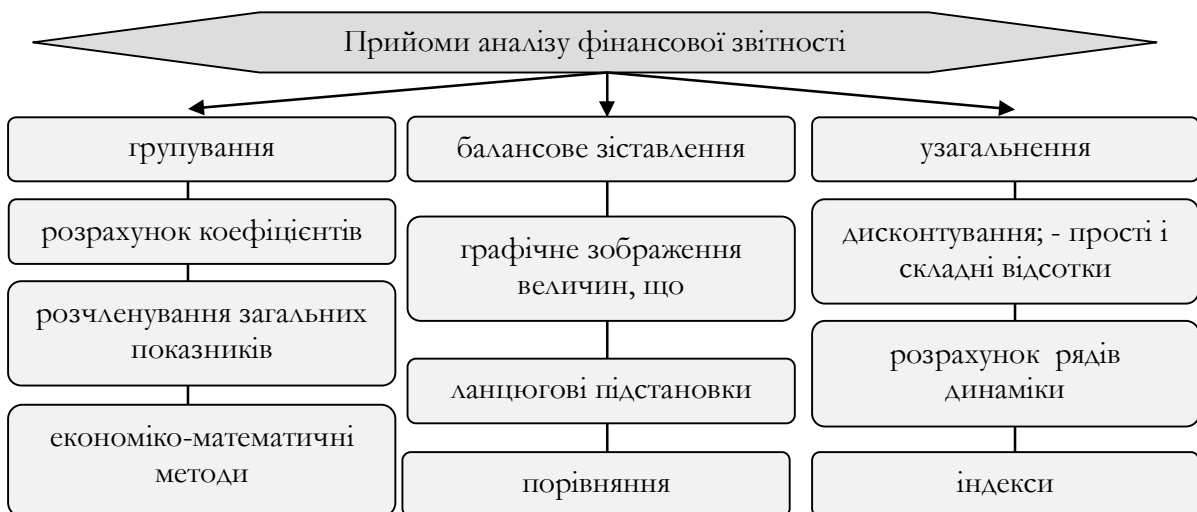 Прийоми аналізу фінансової звітності
групування
балансове зіставлення
узагальнення
розрахунок коефіцієнтів
графічне зображення
величин, що
дисконтування; - прості і
складні відсотки
розчленування загальних
показників
ланцюгові підстановки
розрахунок рядів
динаміки
економіко-математичні
методи
порівняння
індекси